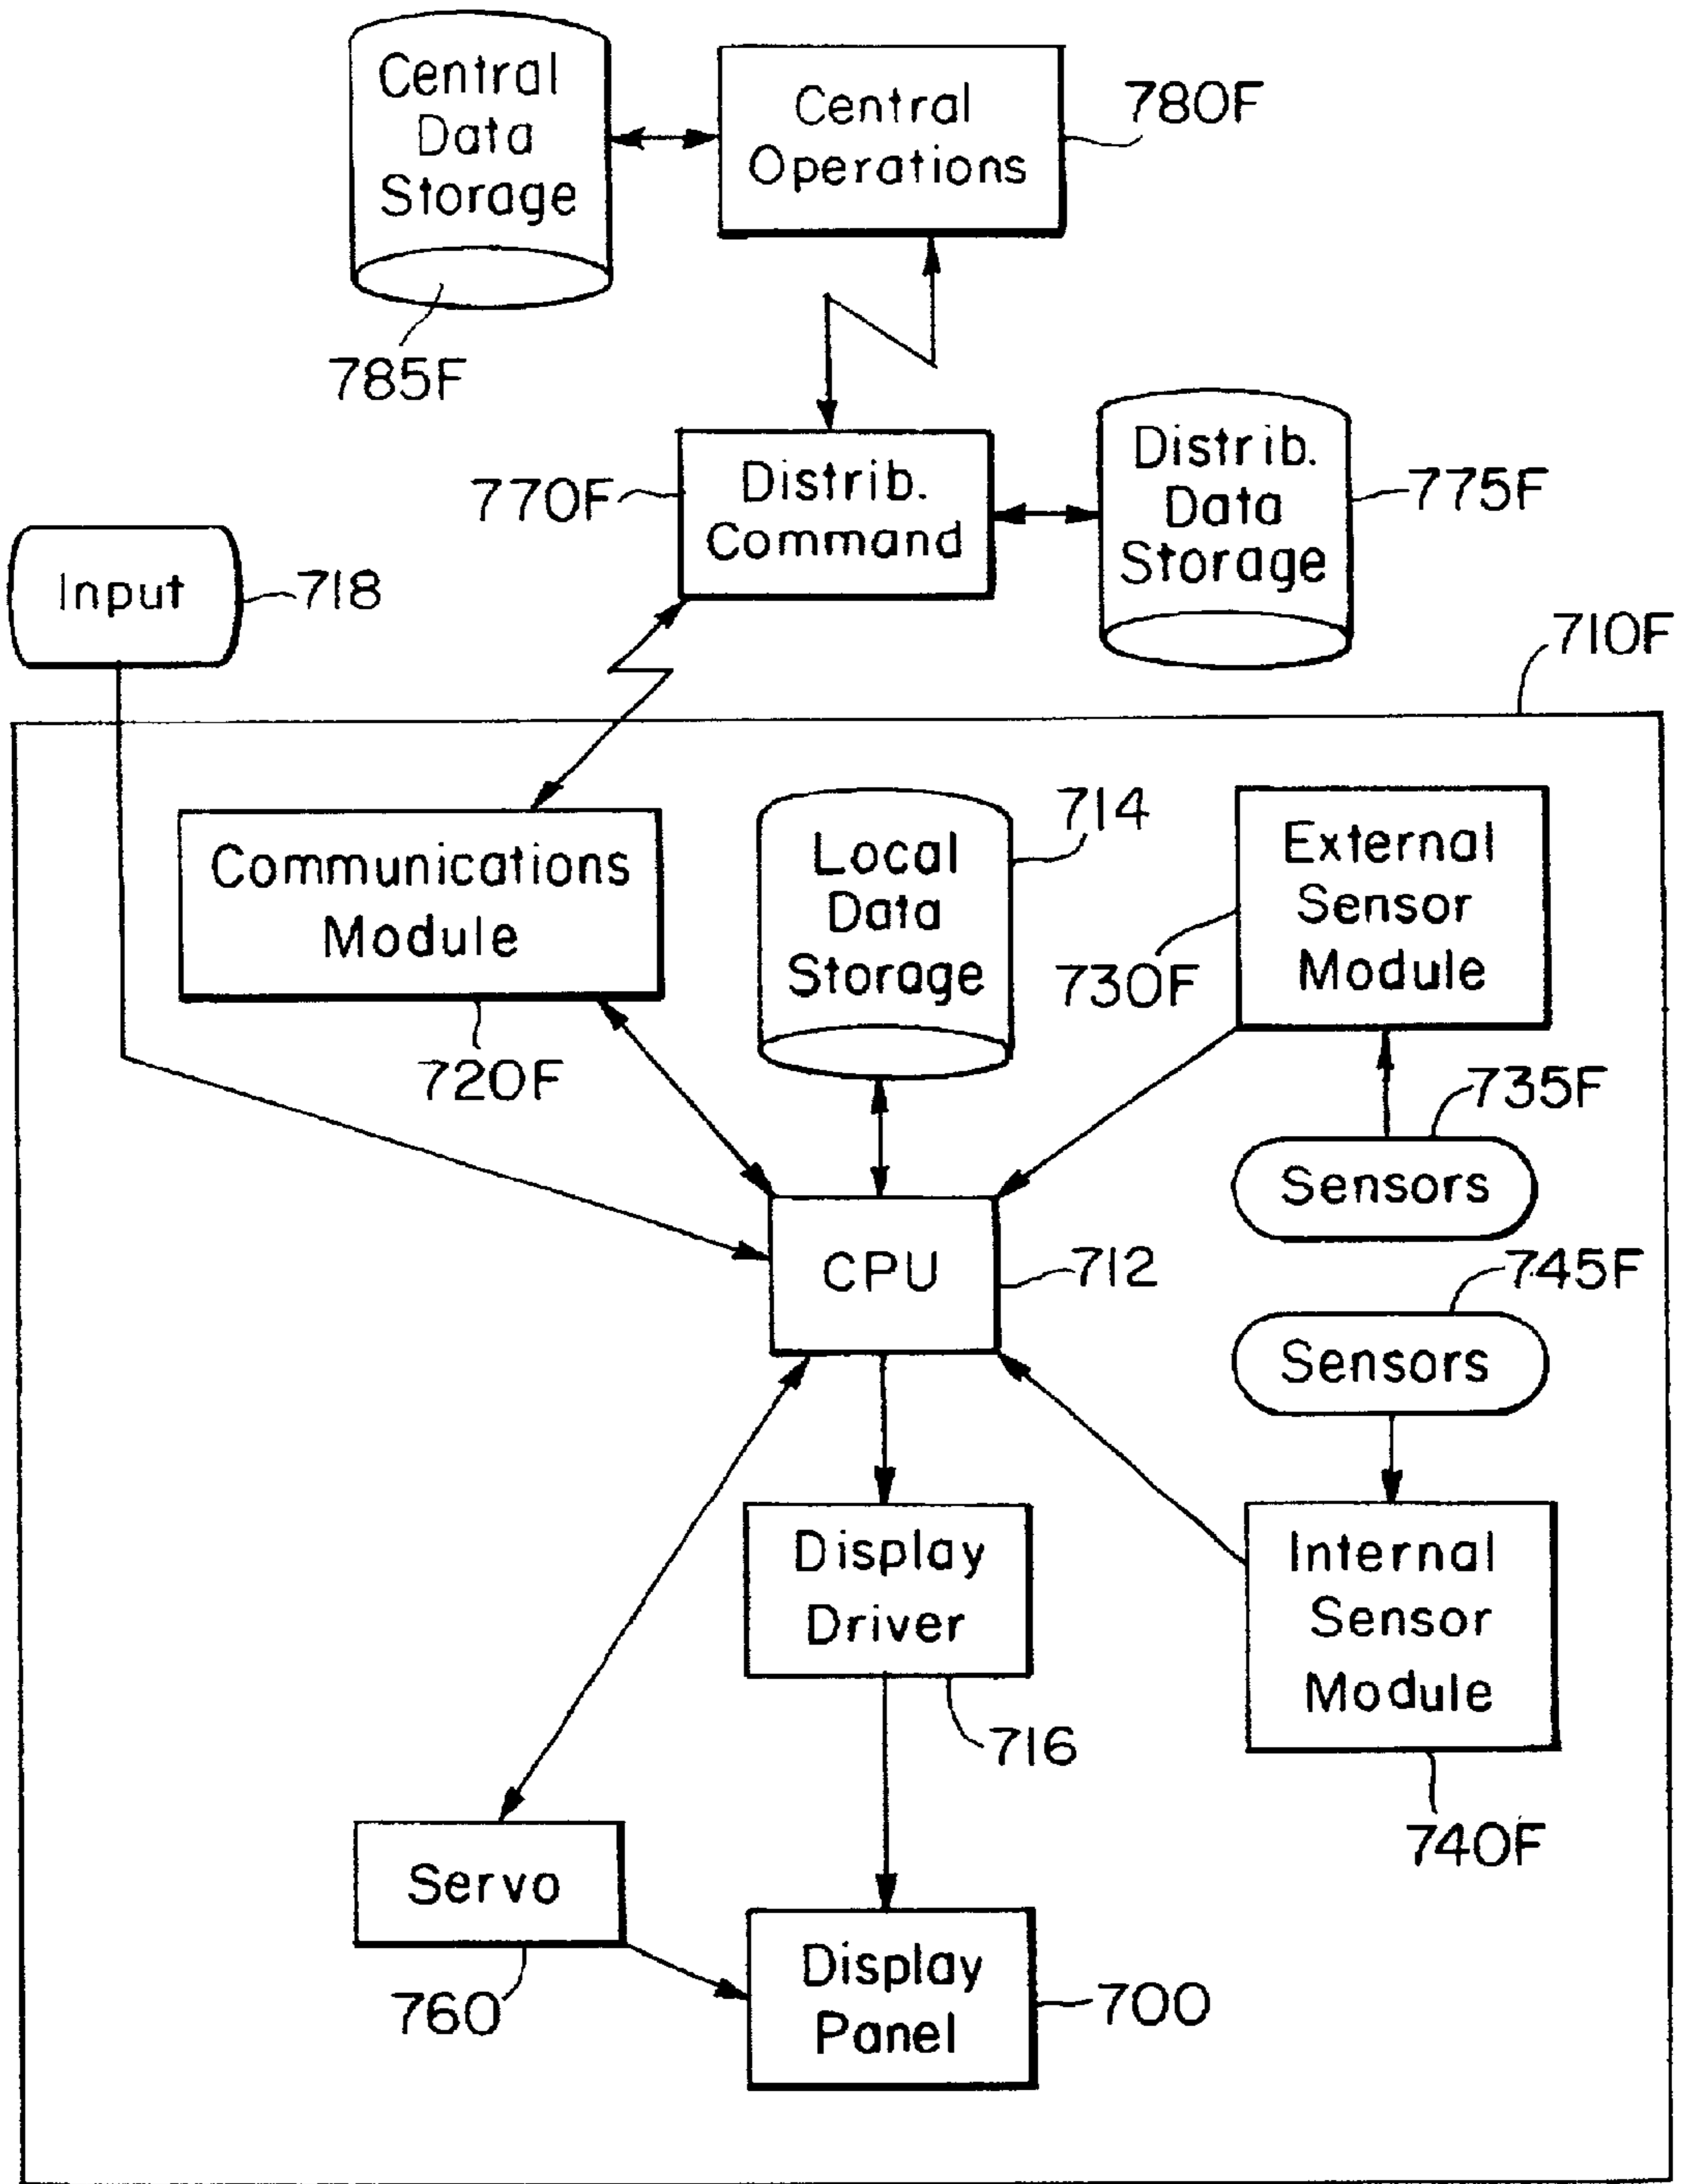 Central
Data
Storage
785F
Central
Operations
780F
Distrib.
Command
770F
Distrib.
Data
Storage
775F
Input
718
710F
Communications
Module
720F
Local
Data
Storage
714
External
Sensor
Module
730F
Sensors
735F
CPU
712
Sensors
745F
Display
Driver
716
Internal
Sensor
Module
740F
Servo
760
Display
Panel
700